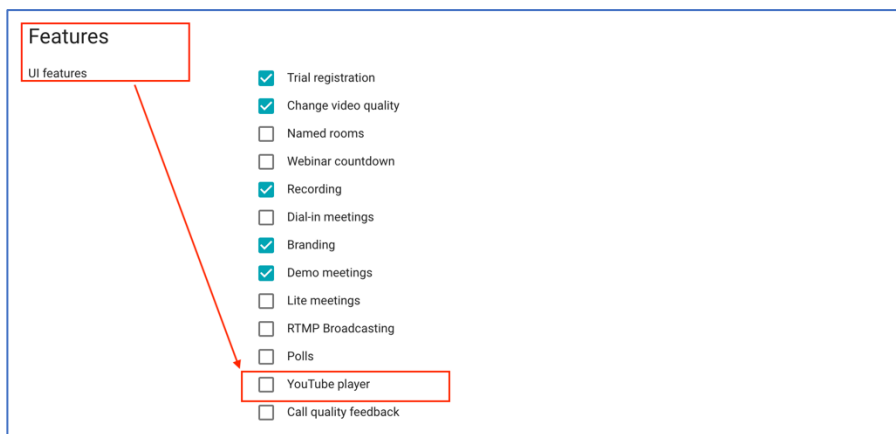 Features
UI features
Trial registration
Change video quality
Named rooms
Webinar countdown
Recording
Dial-in meetings
Branding
Demo meetings
Lite meetings
RTMP Broadcasting
Polls
YouTube player
Call quality feedback